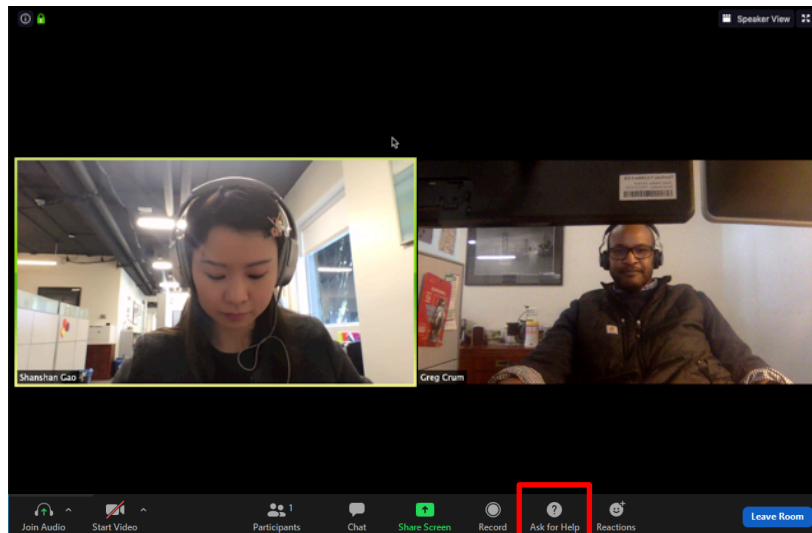 Speaker View
Shanshan Gao
Greg Crum
1
Join Audio
Start Video
Participants
Chat
Share Screen
Record
Ask for Help
Reactions
Leave Room